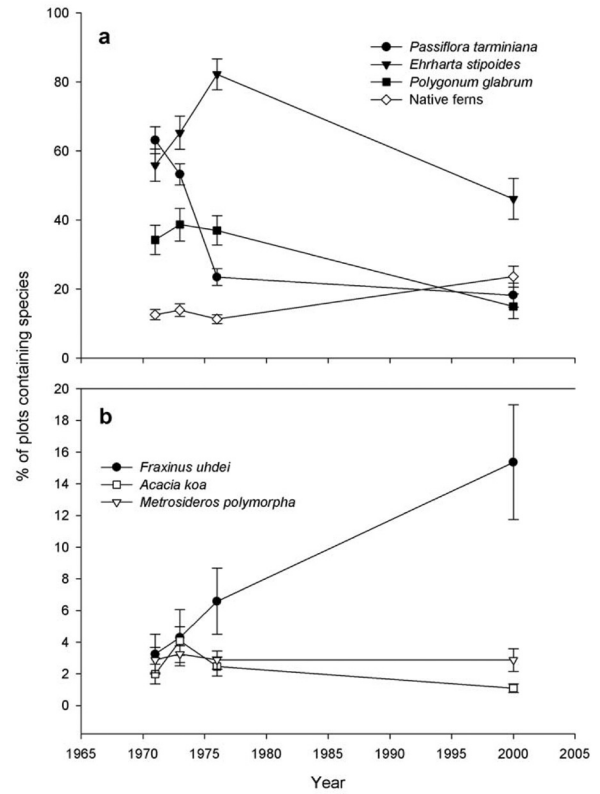 a
Passiflora tarminiana
Ehrharta stipoides
Polygonum glabrum
Native ferns
100
80
60
40
20
0
% of plots containing species
b
Fraxinus uhdei
Acacia koa
Metrosideros polymorpha
20
18
16
14
12
10
8
6
4
2
0
1965 1970 1975 1980 1985 1990 1995 2000 2005
Year